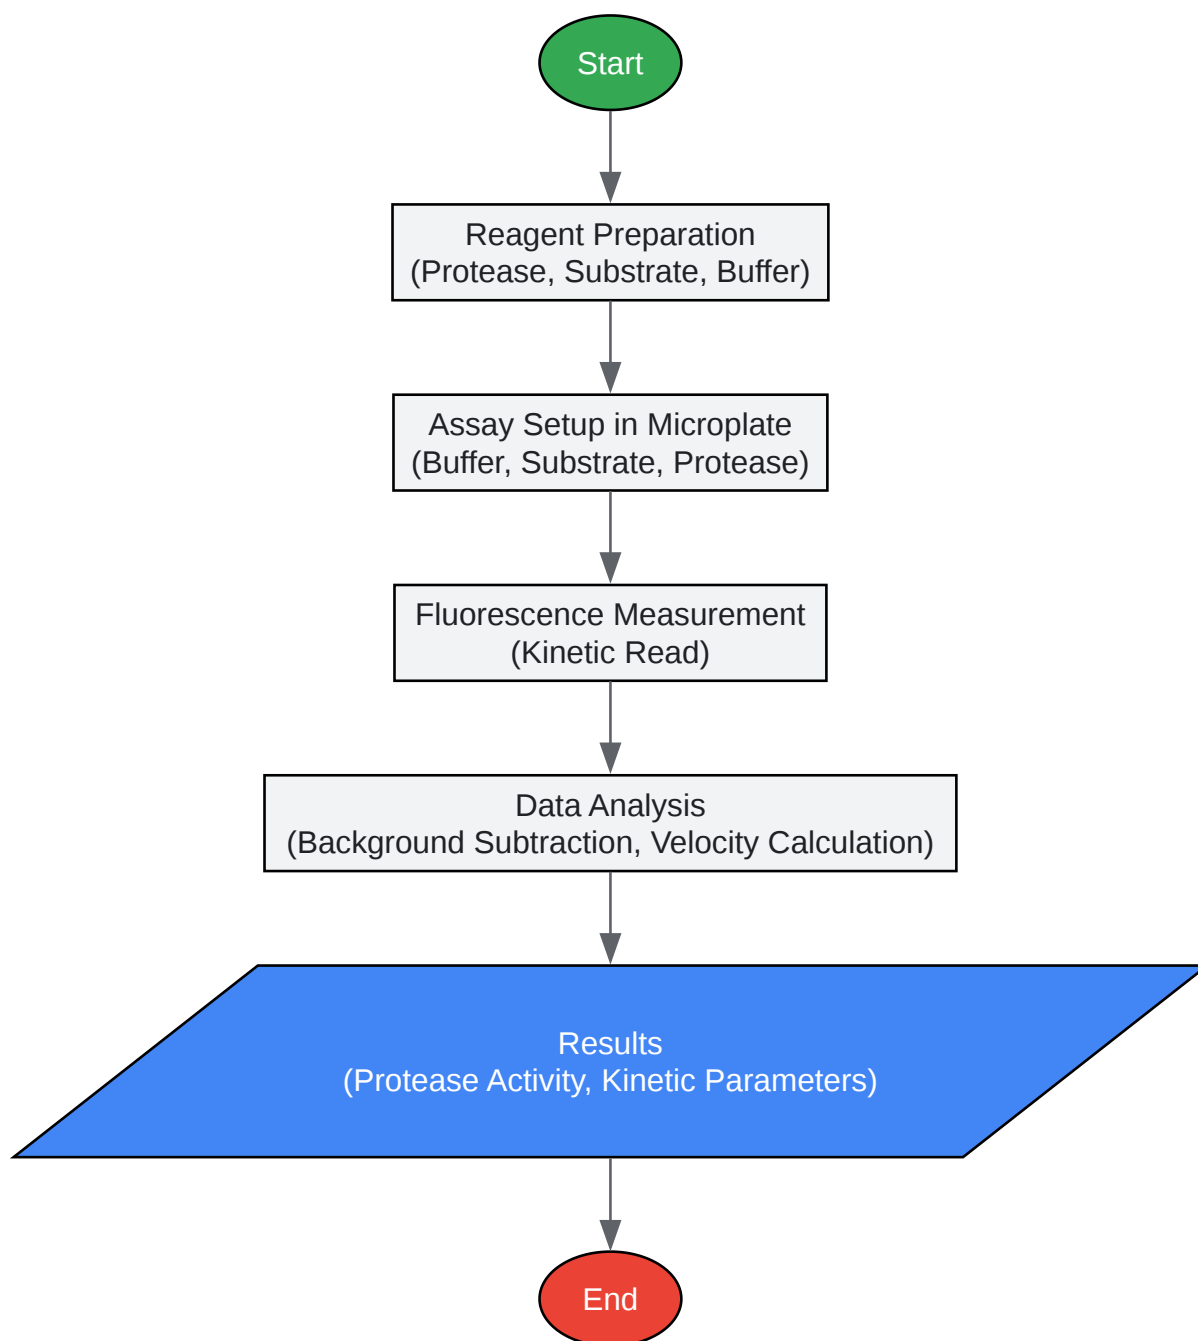 Start
Reagent Preparation
(Protease, Substrate, Buffer)
Assay Setup in Microplate
(Buffer, Substrate, Protease)
Fluorescence Measurement
(Kinetic Read)
Data Analysis
(Background Subtraction, Velocity Calculation)
Results
(Protease Activity, Kinetic Parameters)
End